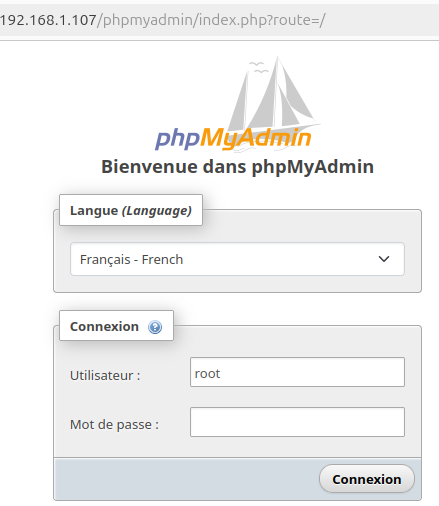 192.168.1.107/phpmyadmin/index.php?route=/
phpMyAdmin
Bienvenue dans phpMyAdmin
Langue (Language)
Français - French
Connexion
Utilisateur :
root
Mot de passe :
Connexion